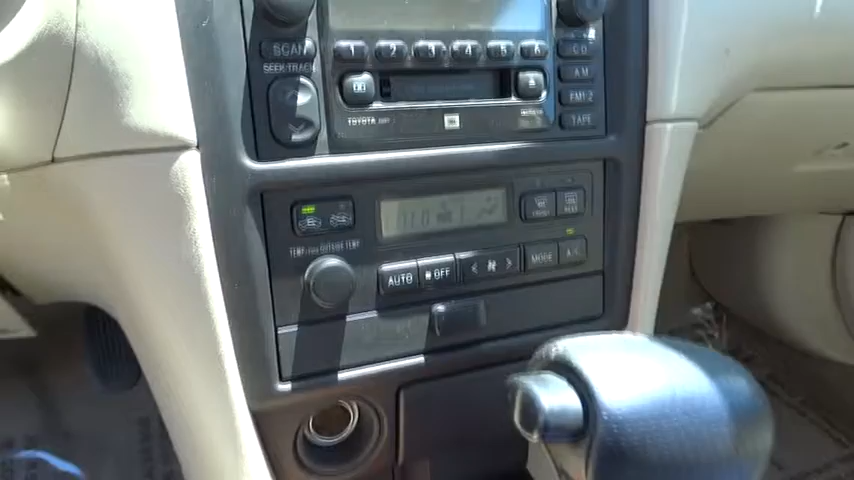 SCAN
SEEK·TRACK
1 2 3 4 5 6
CD
AM
FM1·2
TAPE
TOYOTA
JBL
TEMP OUTSIDE TEMP
AUTO
OFF
MODE
A/C